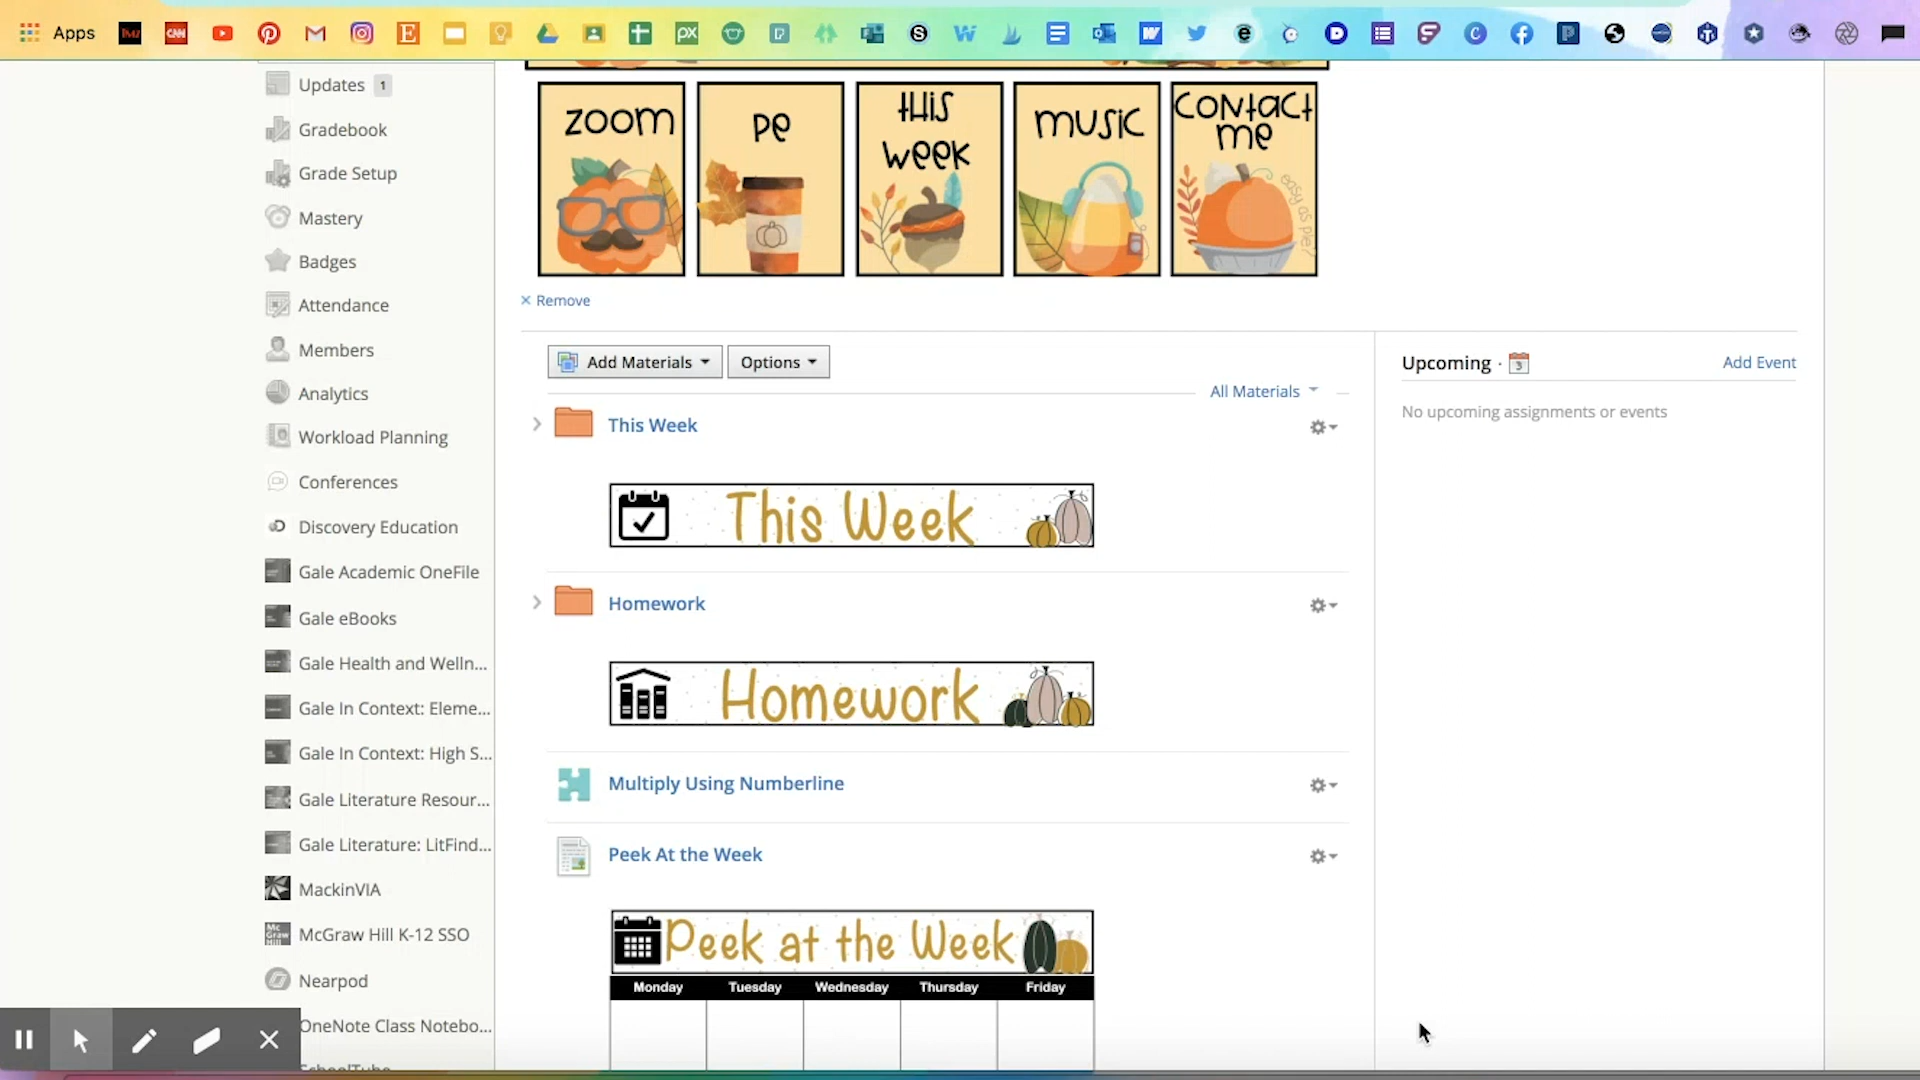 Apps
Updates 1
Gradebook
Grade Setup
Mastery
Badges
Attendance
Members
Analytics
Workload Planning
Conferences
Discovery Education
Gale Academic OneFile
Gale eBooks
Gale Health and Welln...
Gale In Context: Eleme...
Gale In Context: High S...
Gale Literature Resour...
Gale Literature: LitFind...
MackinVIA
McGraw Hill K-12 SSO
Nearpod
OneNote Class Notebo...
zoom
pe
this
week
music
contact
me
easy as pie!
× Remove
Add Materials
Options
All Materials
This Week
This Week
Homework
Homework
Multiply Using Numberline
Peek At the Week
Peek at the Week
Monday Tuesday Wednesday Thursday Friday
Upcoming · 3
Add Event
No upcoming assignments or events